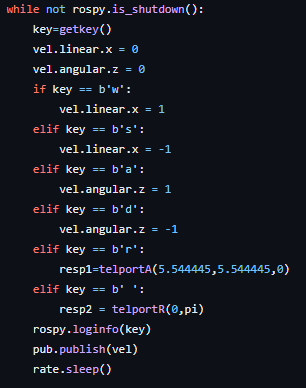 while not rospy.is_shutdown():
    key=getkey()
    vel.linear.x = 0
    vel.angular.z = 0
    if key == b'w':
        vel.linear.x = 1
    elif key == b's':
        vel.linear.x = -1
    elif key == b'a':
        vel.angular.z = 1
    elif key == b'd':
        vel.angular.z = -1
    elif key == b'r':
        resp1=telportA(5.544445,5.544445,0)
    elif key == b' ':
        resp2 = telportR(0,pi)
    rospy.loginfo(key)
    pub.publish(vel)
    rate.sleep()